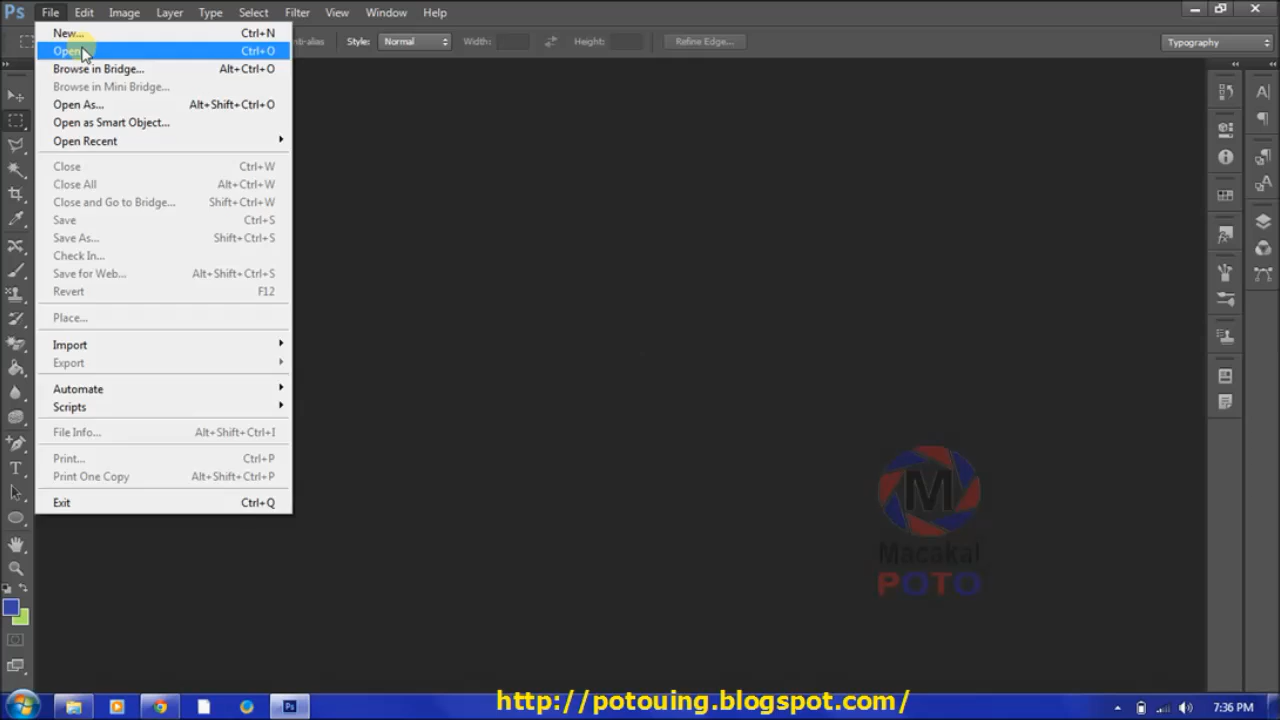 Ps File Edit Image Layer Type Select Filter View Window Help
Style: Normal Width: Height: Refine Edge... Typography
New... Ctrl+N
Open Ctrl+O
Browse in Bridge... Alt+Ctrl+O
Browse in Mini Bridge...
Open As... Alt+Shift+Ctrl+O
Open as Smart Object...
Open Recent
Close Ctrl+W
Close All Alt+Ctrl+W
Close and Go to Bridge... Shift+Ctrl+W
Save Ctrl+S
Save As... Shift+Ctrl+S
Check In...
Save for Web... Alt+Shift+Ctrl+S
Revert F12
Place...
Import
Export
Automate
Scripts
File Info... Alt+Shift+Ctrl+I
Print... Ctrl+P
Print One Copy Alt+Shift+Ctrl+P
Exit Ctrl+Q
M
Macakal
POTO
http://potouing.blogspot.com/
Ps
7:36 PM